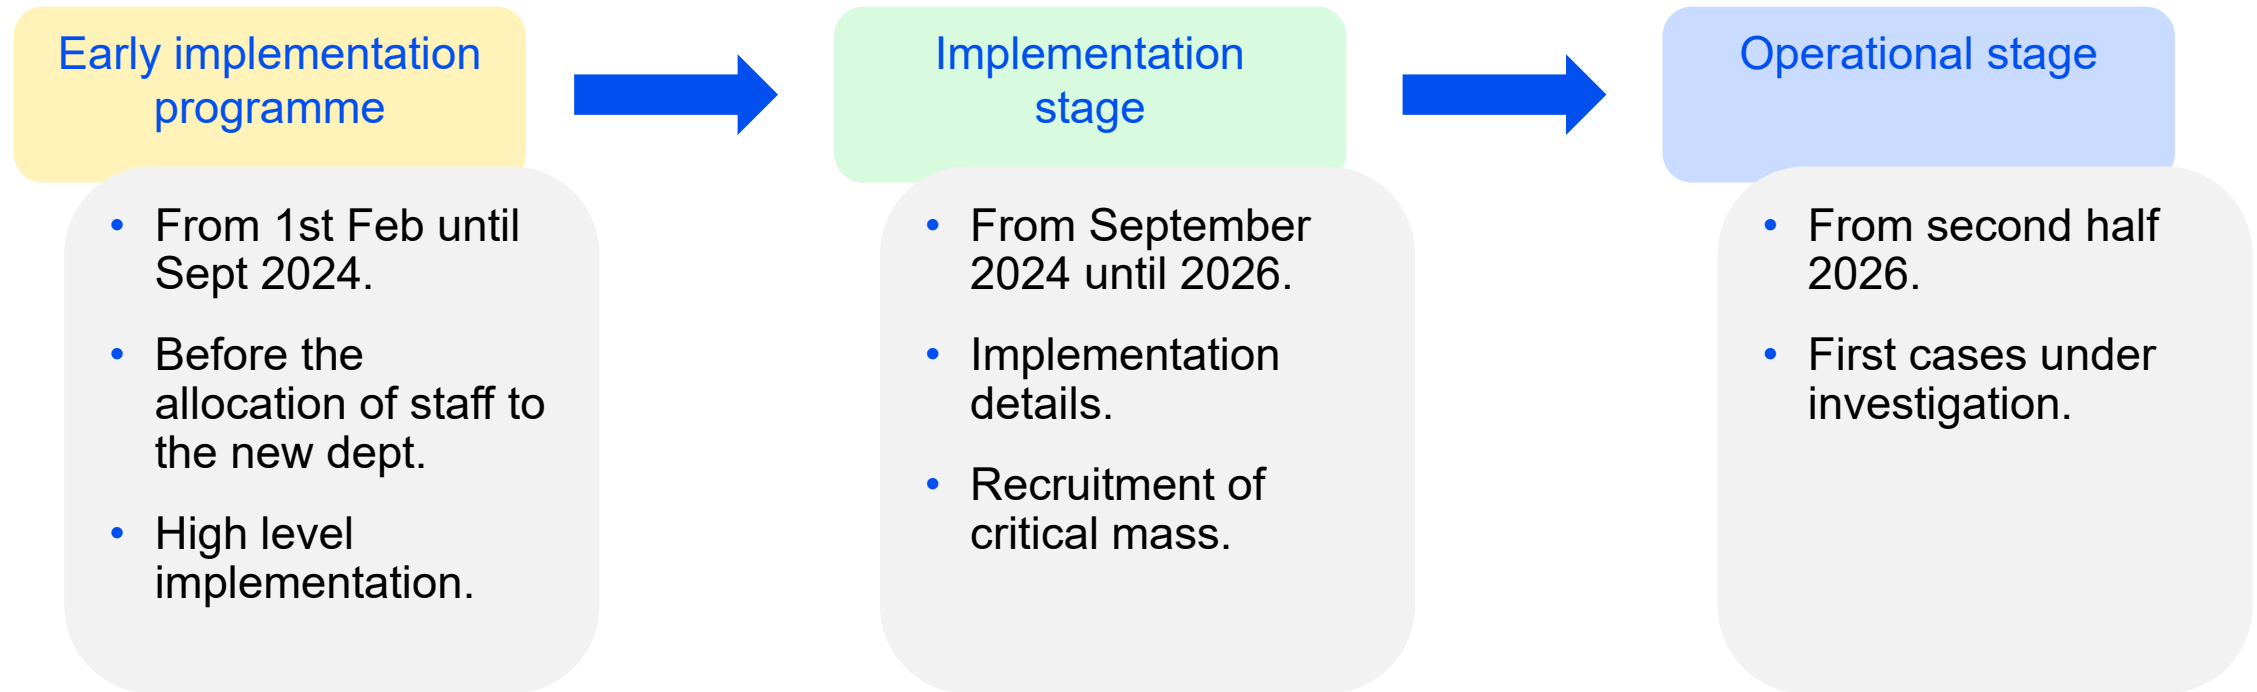 Early implementation
programme
• From 1st Feb until
Sept 2024.
• Before the
allocation of staff to
the new dept.
• High level
implementation.
Implementation
stage
• From September
2024 until 2026.
• Implementation
details.
• Recruitment of
critical mass.
Operational stage
• From second half
2026.
• First cases under
investigation.